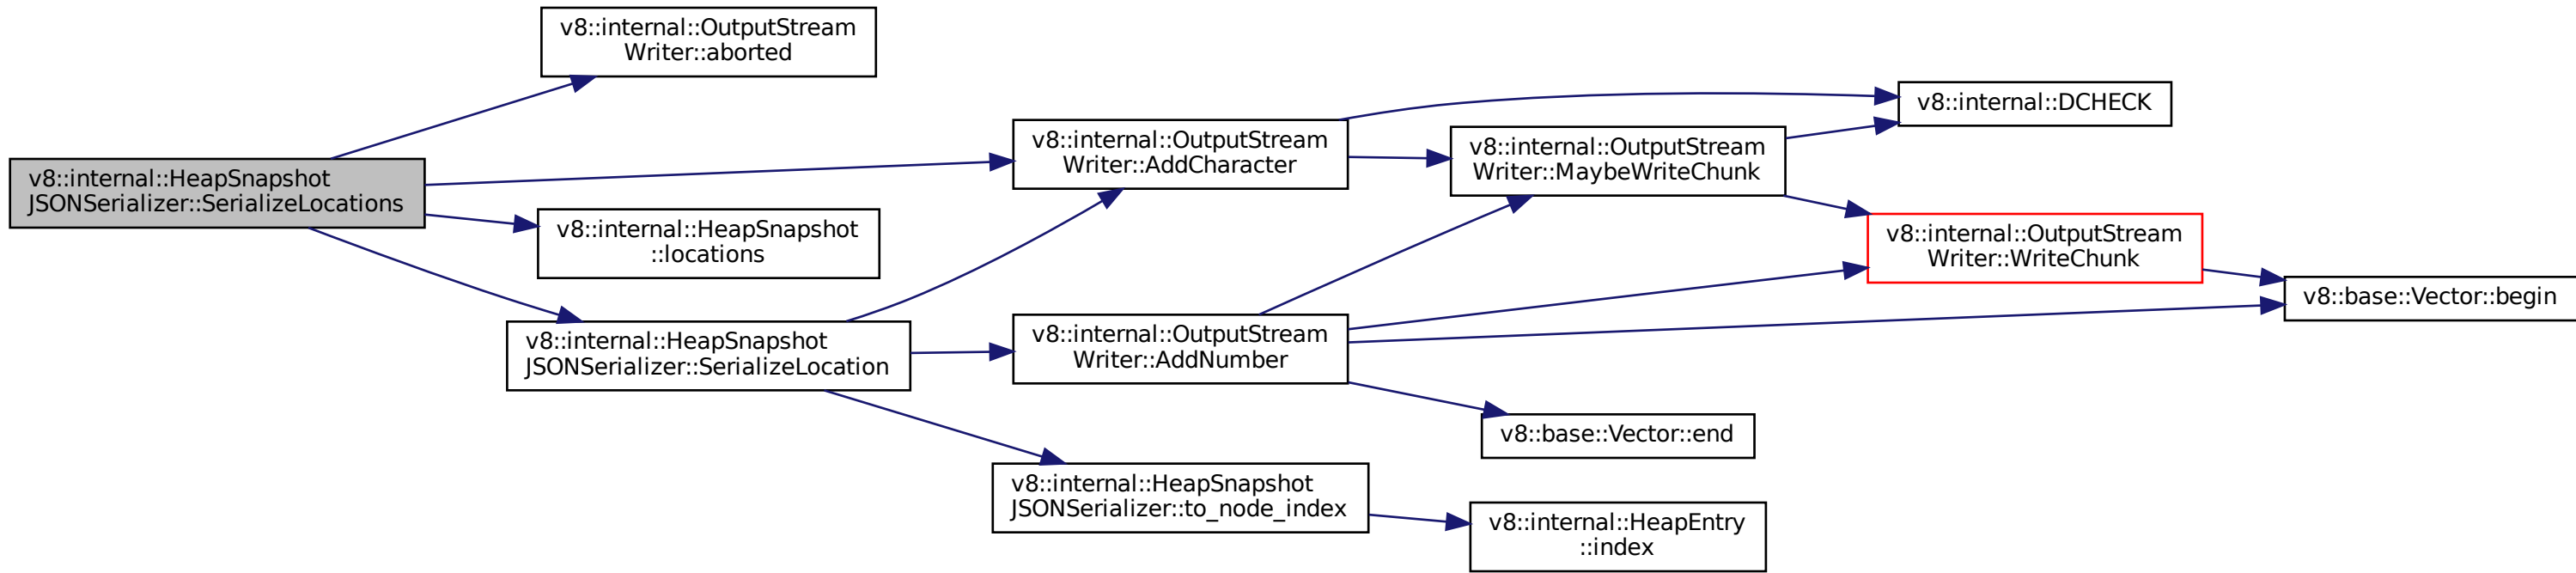 v8::internal::HeapSnapshot
JSONSerializer::SerializeLocations
v8::internal::OutputStream
Writer::aborted
v8::internal::OutputStream
Writer::AddCharacter
v8::internal::HeapSnapshot
::locations
v8::internal::HeapSnapshot
JSONSerializer::SerializeLocation
v8::internal::OutputStream
Writer::AddNumber
v8::internal::HeapSnapshot
JSONSerializer::to_node_index
v8::internal::DCHECK
v8::internal::OutputStream
Writer::MaybeWriteChunk
v8::internal::OutputStream
Writer::WriteChunk
v8::base::Vector::begin
v8::base::Vector::end
v8::internal::HeapEntry
::index